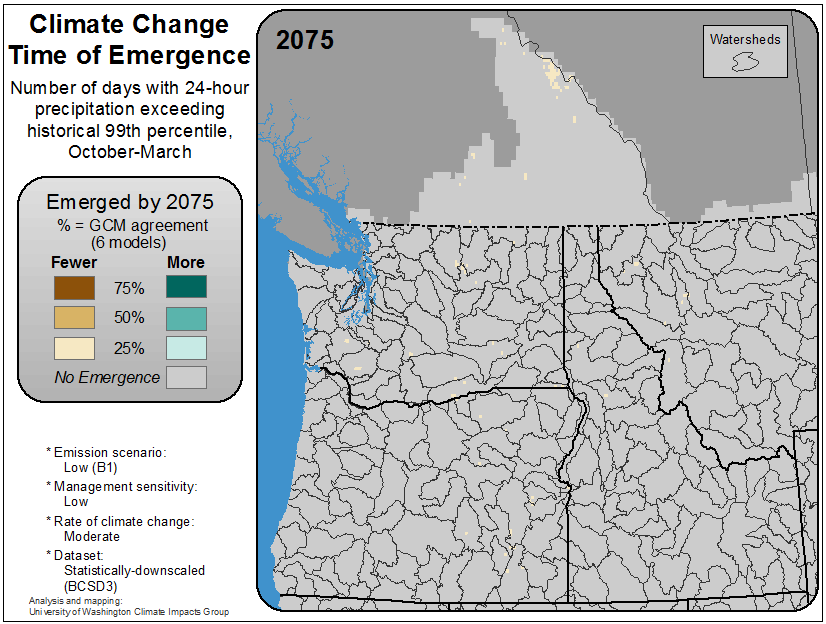 Climate Change
Time of Emergence
Number of days with 24-hour
precipitation exceeding
historical 99th percentile,
October-March
Emerged by 2075
% = GCM agreement
(6 models)
Fewer More
75%
50%
25%
No Emergence
* Emission scenario:
Low (B1)
* Management sensitivity:
Low
* Rate of climate change:
Moderate
* Dataset:
Statistically-downscaled
(BCSD3)
Analysis and mapping:
University of Washington Climate Impacts Group
2075
Watersheds